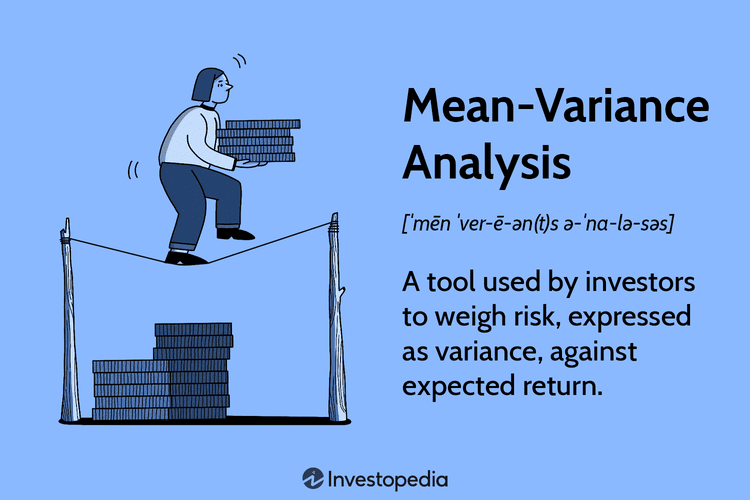 Mean-Variance
Analysis
[ˈmēn ˈver-ē-ən(t)s ə-ˈna-lə-səs]
A tool used by investors
to weigh risk, expressed
as variance, against
expected return.
Investopedia